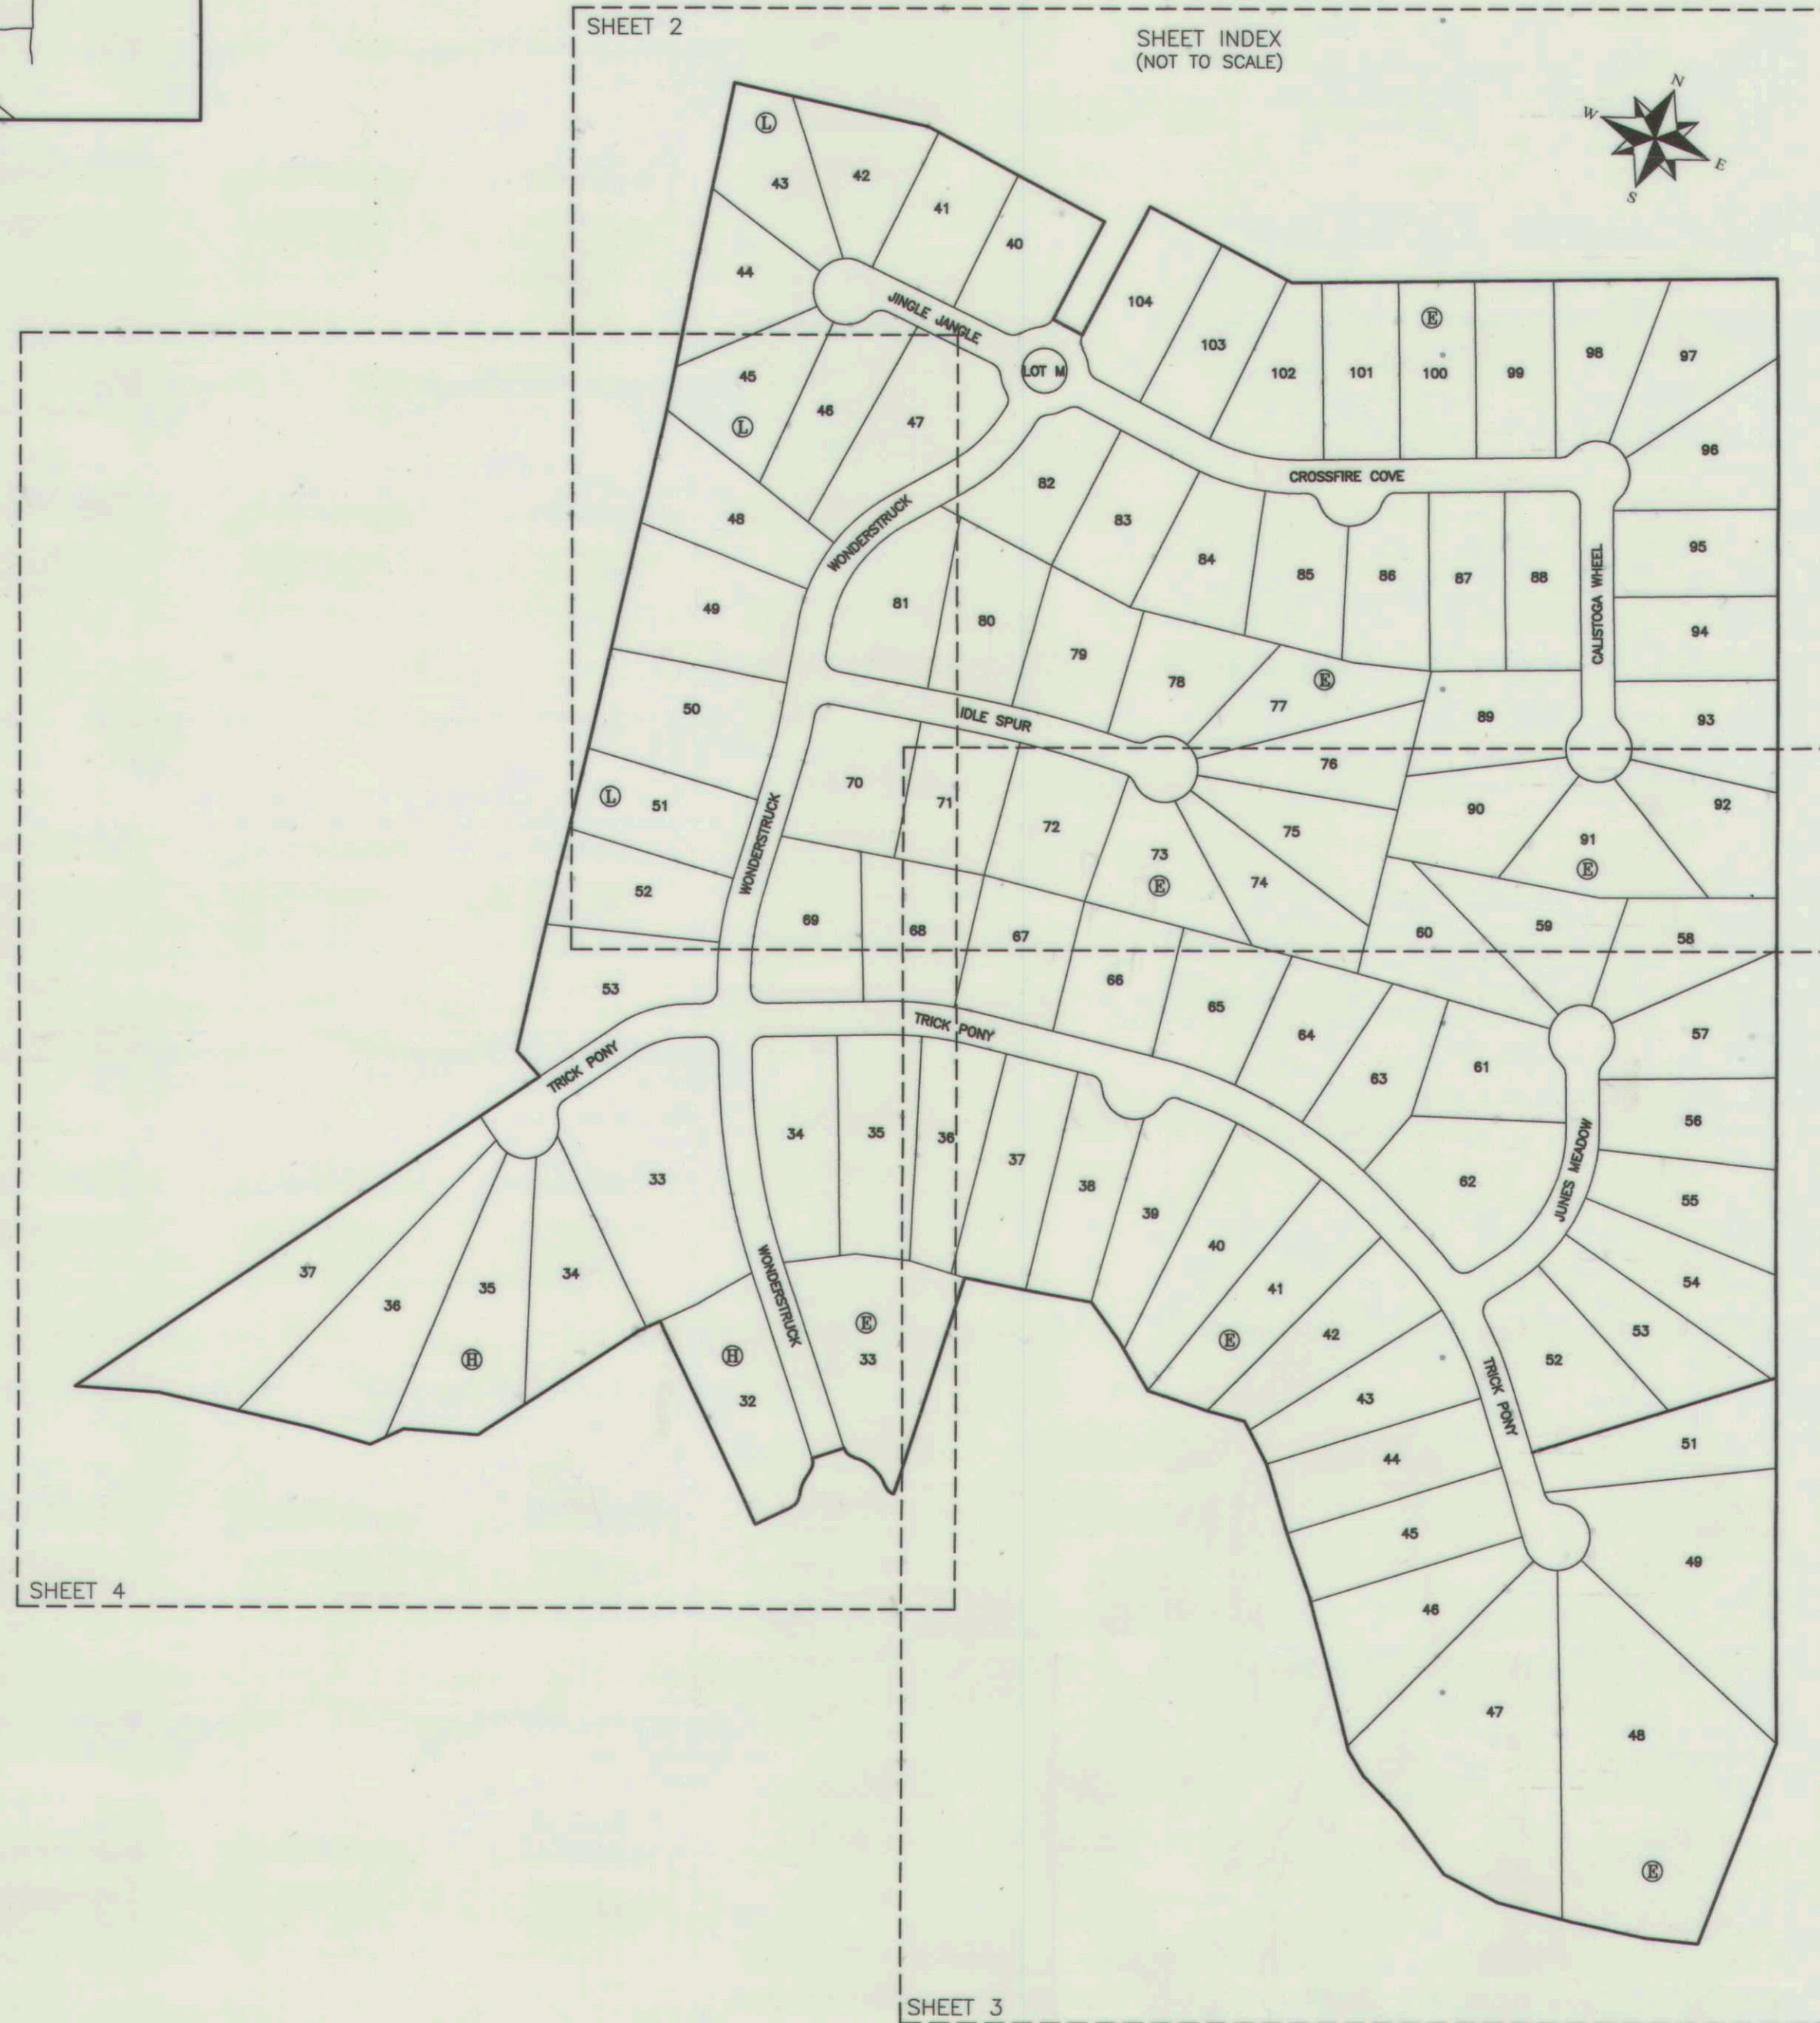 SHEET 2
SHEET INDEX
(NOT TO SCALE)
N
W
E
S
L
43
42
41
40
44
JINGLE JANGLE
LOT M
104
103
102
101
E
100
99
98
97
96
45
L
46
47
48
WONDERSTRUCK
82
83
84
85
86
87
88
CROSSFIRE COVE
CALISTOGA WHEEL
95
94
93
49
81
80
79
78
77
E
89
50
IDLE SPUR
76
L
51
WONDERSTRUCK
70
71
72
73
E
74
75
90
91
E
92
52
69
68
67
66
65
64
60
59
58
53
TRICK PONY
TRICK PONY
63
61
57
34
35
36
37
38
39
40
41
E
42
62
JUNES MEADOW
56
55
54
33
37
36
35
H
34
WONDERSTRUCK
H
32
E
33
43
44
45
46
TRICK PONY
52
53
51
49
47
48
E
SHEET 4
SHEET 3